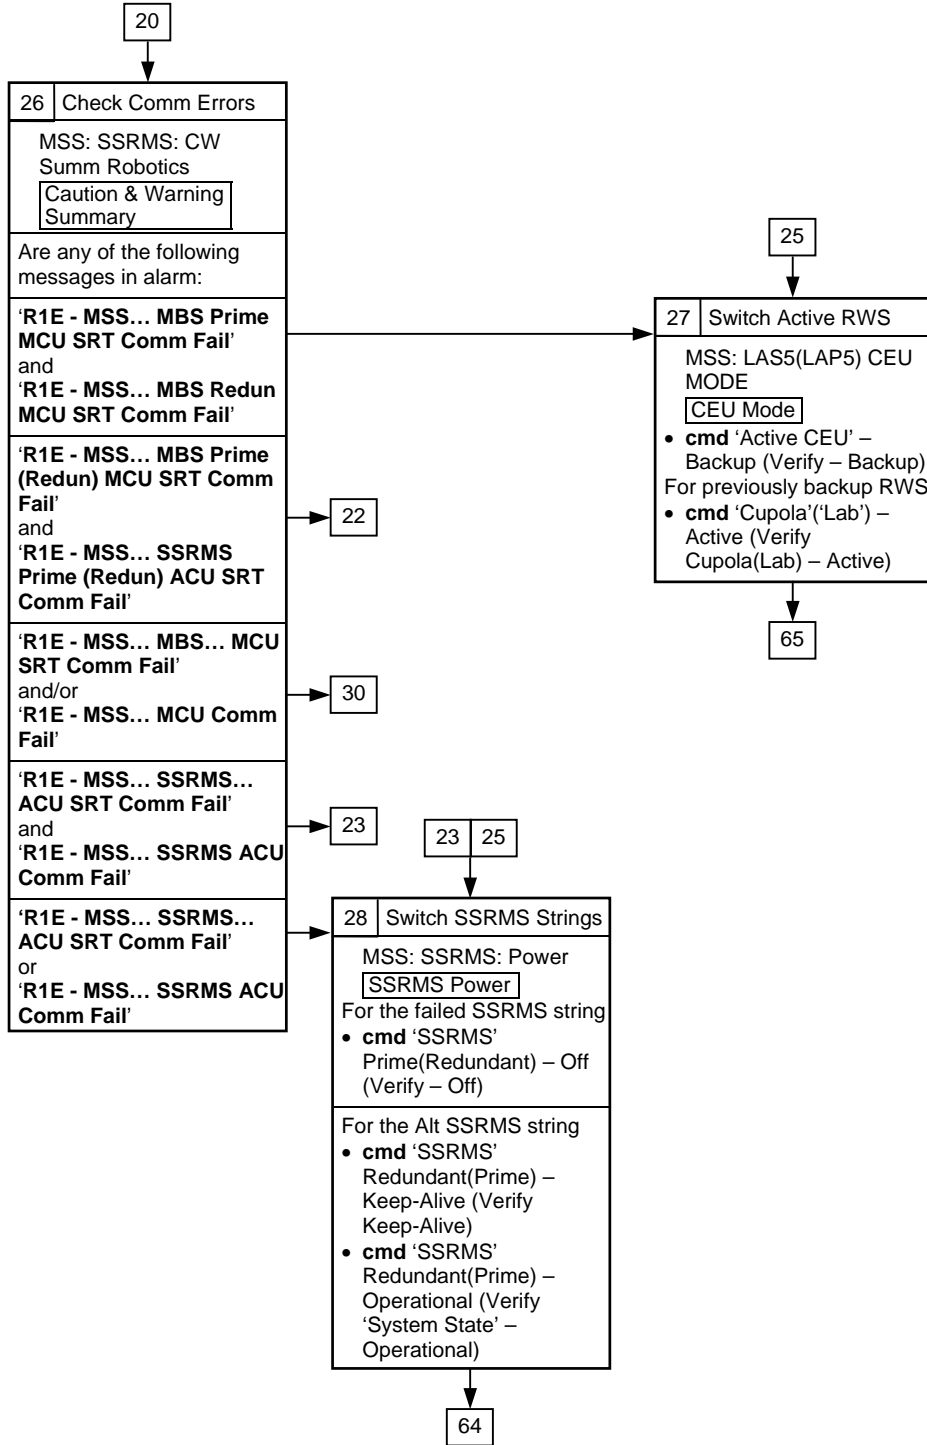 20
26 Check Comm Errors
MSS: SSRMS: CW
Summ Robotics
Caution & Warning
Summary
Are any of the following
messages in alarm:
‘R1E - MSS… MBS Prime
MCU SRT Comm Fail’
and
‘R1E - MSS… MBS Redun
MCU SRT Comm Fail’
‘R1E - MSS… MBS Prime
(Redun) MCU SRT Comm
Fail’
and
‘R1E - MSS… SSRMS
Prime (Redun) ACU SRT
Comm Fail’
22
‘R1E - MSS… MBS… MCU
SRT Comm Fail’
and/or
‘R1E - MSS… MCU Comm
Fail’
30
‘R1E - MSS… SSRMS…
ACU SRT Comm Fail’
and
‘R1E - MSS… SSRMS ACU
Comm Fail’
23
‘R1E - MSS… SSRMS…
ACU SRT Comm Fail’
or
‘R1E - MSS… SSRMS ACU
Comm Fail’
25
27 Switch Active RWS
MSS: LAS5(LAP5) CEU
MODE
CEU Mode
• cmd ‘Active CEU’ –
Backup (Verify – Backup)
For previously backup RWS
• cmd ‘Cupola’(‘Lab’) –
Active (Verify
Cupola(Lab) – Active)
65
23 25
28 Switch SSRMS Strings
MSS: SSRMS: Power
SSRMS Power
For the failed SSRMS string
• cmd ‘SSRMS’
Prime(Redundant) – Off
(Verify – Off)
For the Alt SSRMS string
• cmd ‘SSRMS’
Redundant(Prime) –
Keep-Alive (Verify
Keep-Alive)
• cmd ‘SSRMS’
Redundant(Prime) –
Operational (Verify
‘System State’ –
Operational)
64